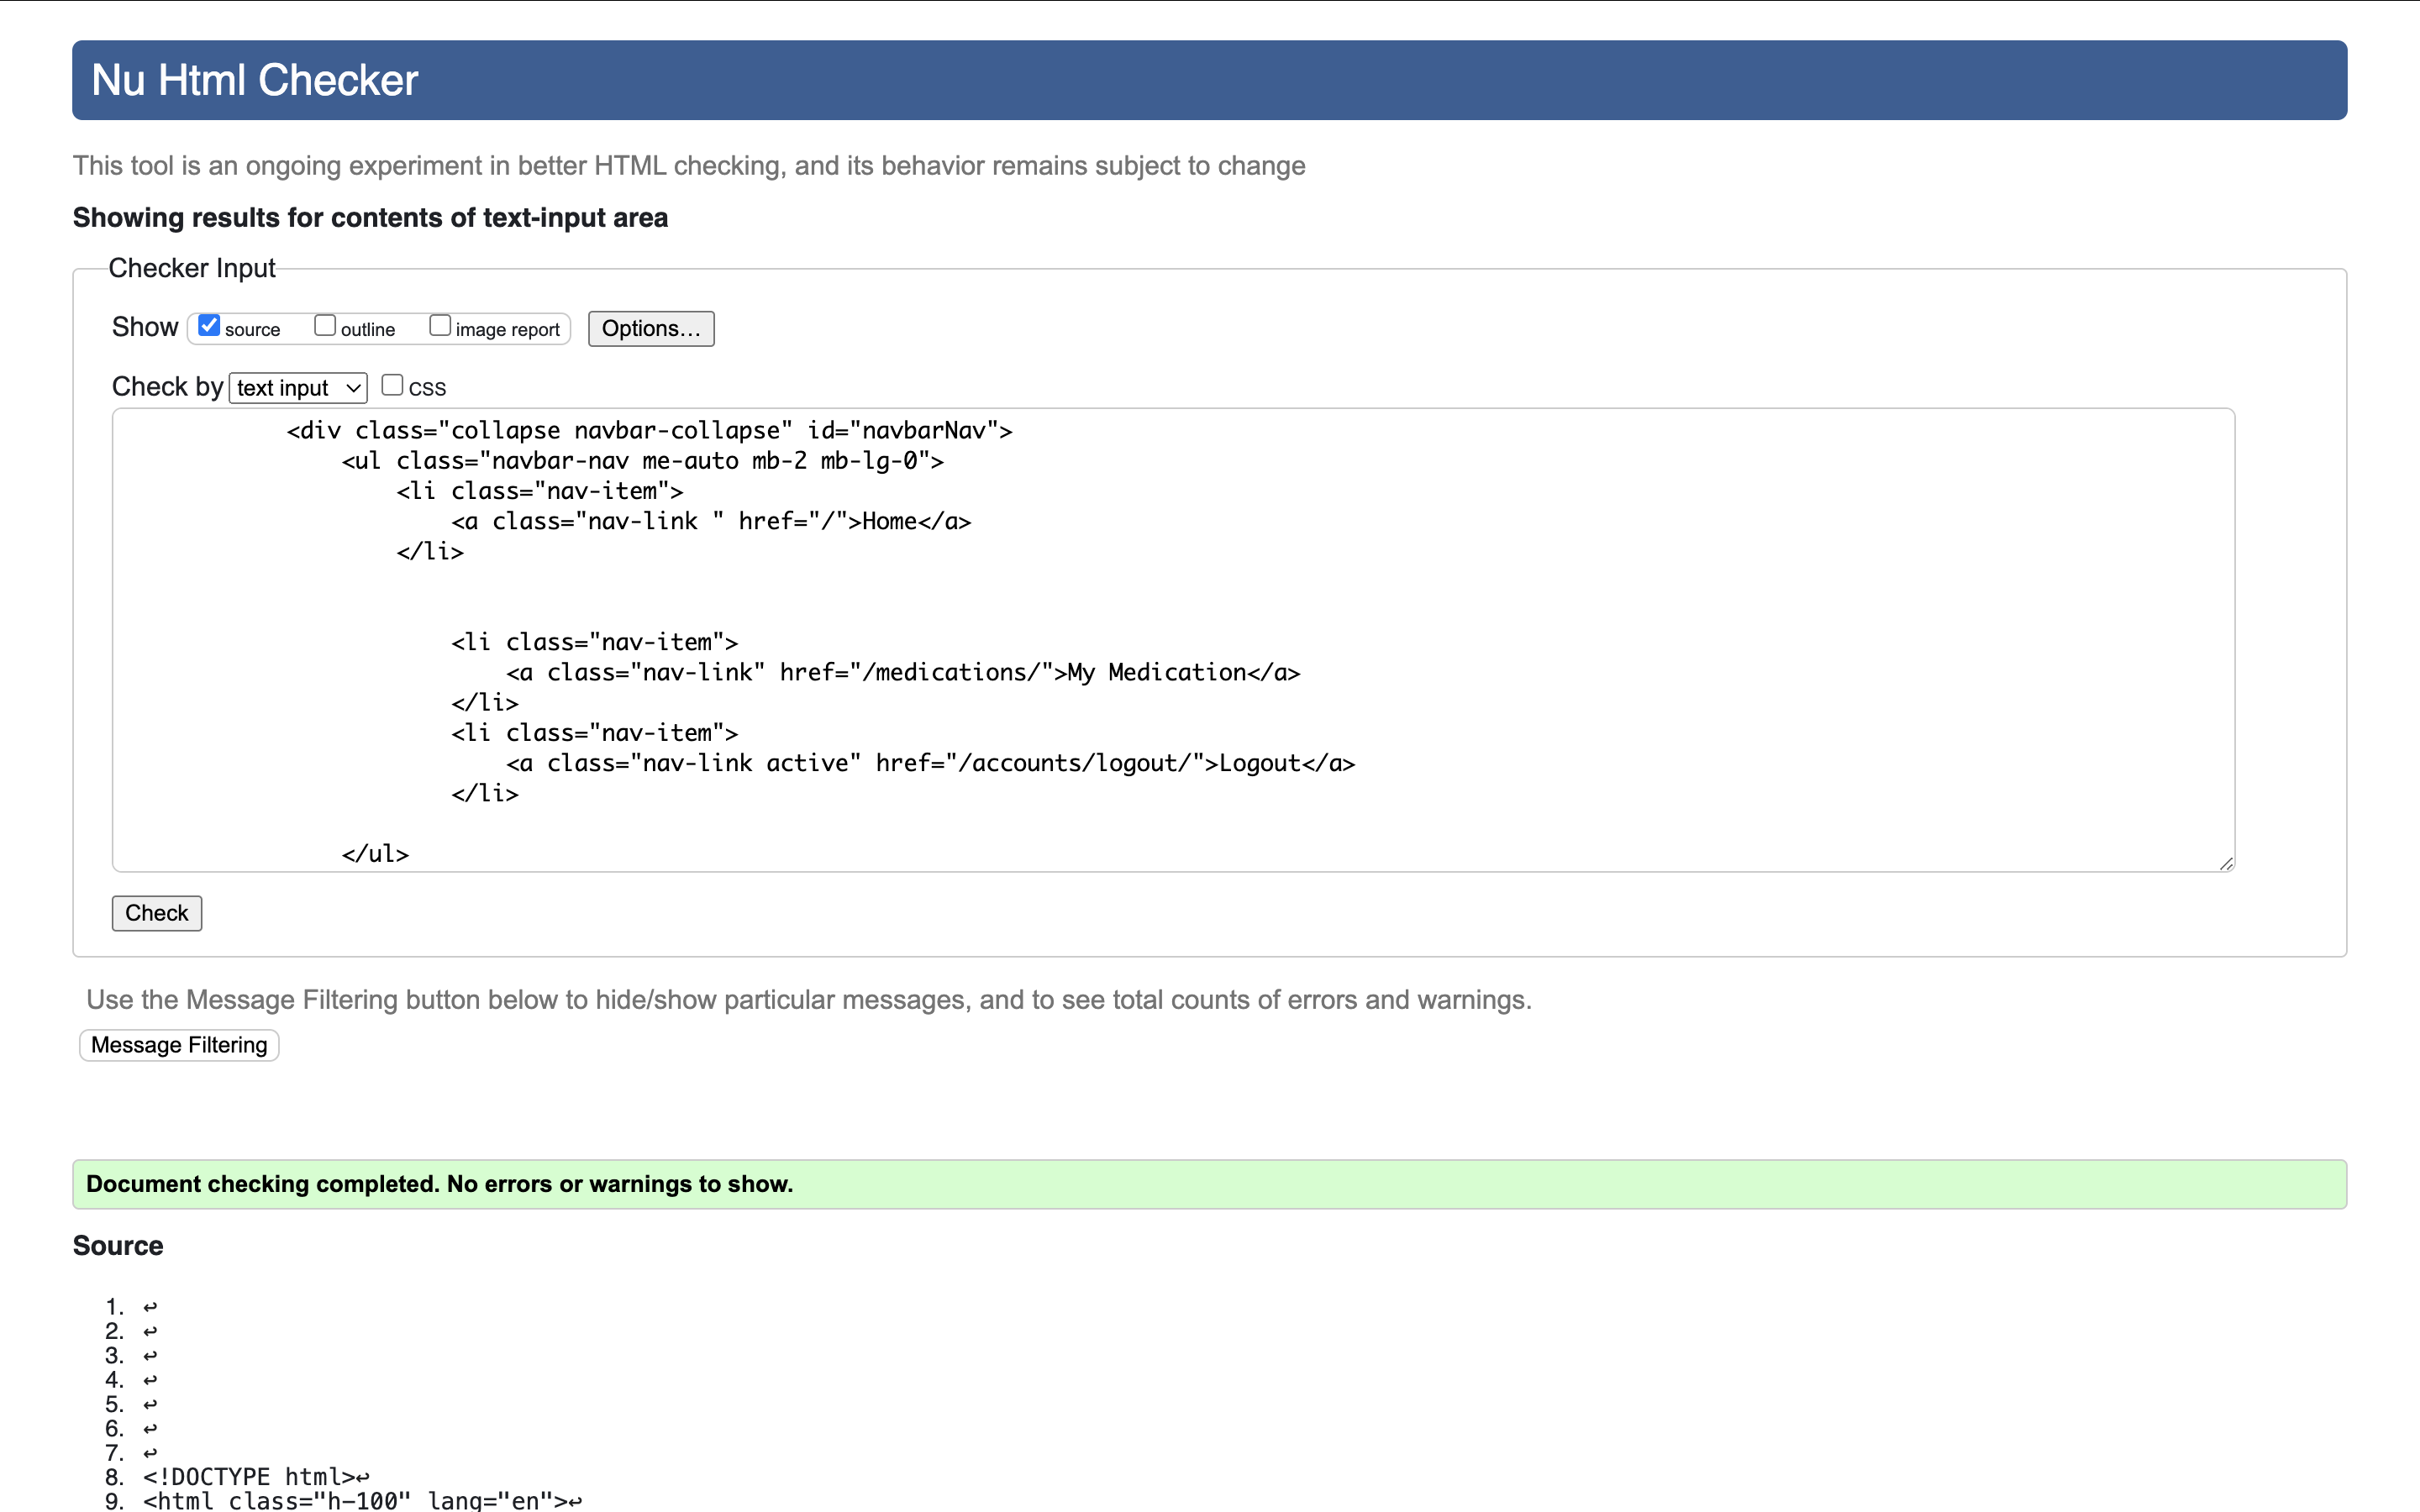 Nu Html Checker
This tool is an ongoing experiment in better HTML checking, and its behavior remains subject to change
Showing results for contents of text-input area
Checker Input
Show source outline image report Options...
Check by text input css
<div class="collapse navbar-collapse" id="navbarNav">
<ul class="navbar-nav me-auto mb-2 mb-lg-0">
<li class="nav-item">
<a class="nav-link " href="/">Home</a>
</li>
<li class="nav-item">
<a class="nav-link" href="/medications/">My Medication</a>
</li>
<li class="nav-item">
<a class="nav-link active" href="/accounts/logout/">Logout</a>
</li>
</ul>
Check
Use the Message Filtering button below to hide/show particular messages, and to see total counts of errors and warnings.
Message Filtering
Document checking completed. No errors or warnings to show.
Source
1. ↩
2. ↩
3. ↩
4. ↩
5. ↩
6. ↩
7. ↩
8. <!DOCTYPE html>↩
9. <html class="h-100" lang="en">↩